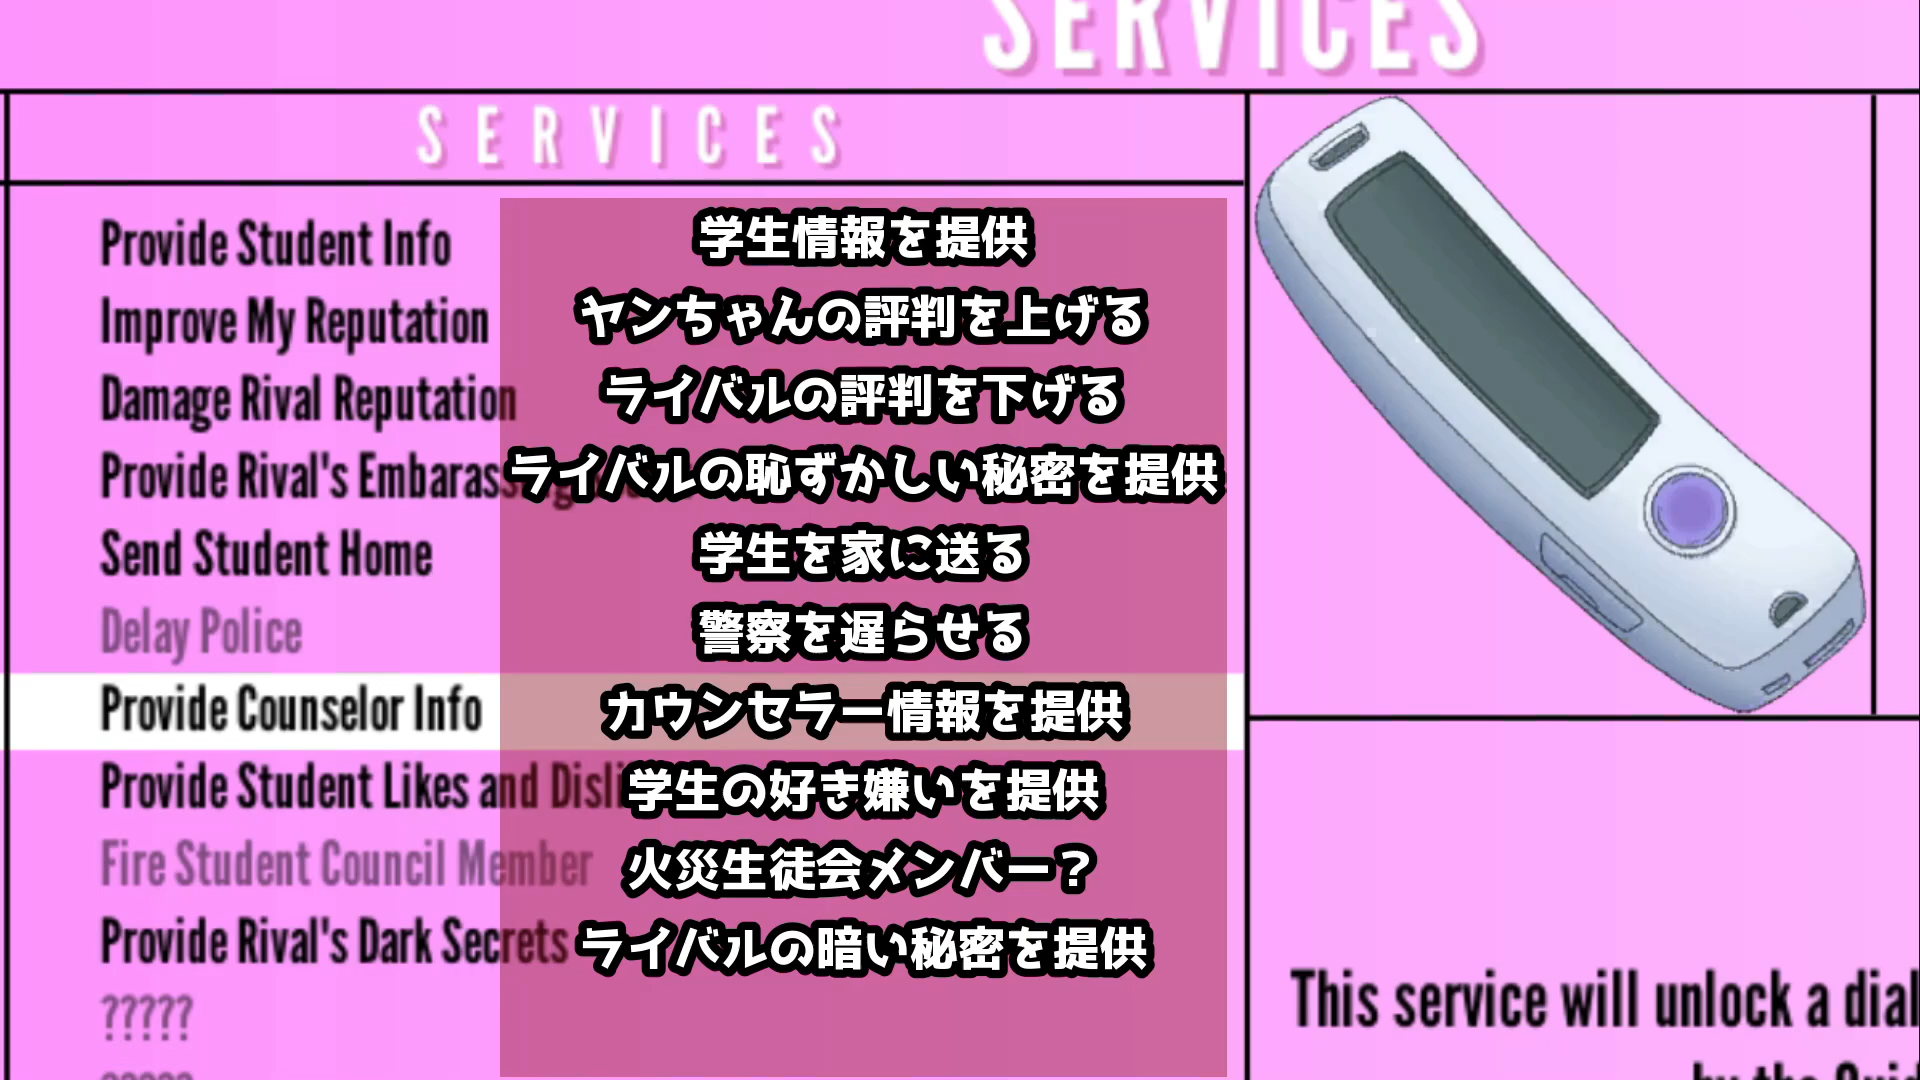 SERVICES
SERVICES
Provide Student Info 学生情報を提供
Improve My Reputation ヤンちゃんの評判を上げる
Damage Rival Reputation ライバルの評判を下げる
Provide Rival's ライバルの恥ずかしい秘密を提供
Send Student Home 学生を家に送る
Delay Police 警察を遅らせる
Provide Counselor Info カウンセラー情報を提供
Provide Student Likes and 学生の好き嫌いを提供
Fire Student Council Member 火災生徒会メンバー?
Provide Rival's Dark Secrets ライバルの暗い秘密を提供
?????
This service will unlock a
by the